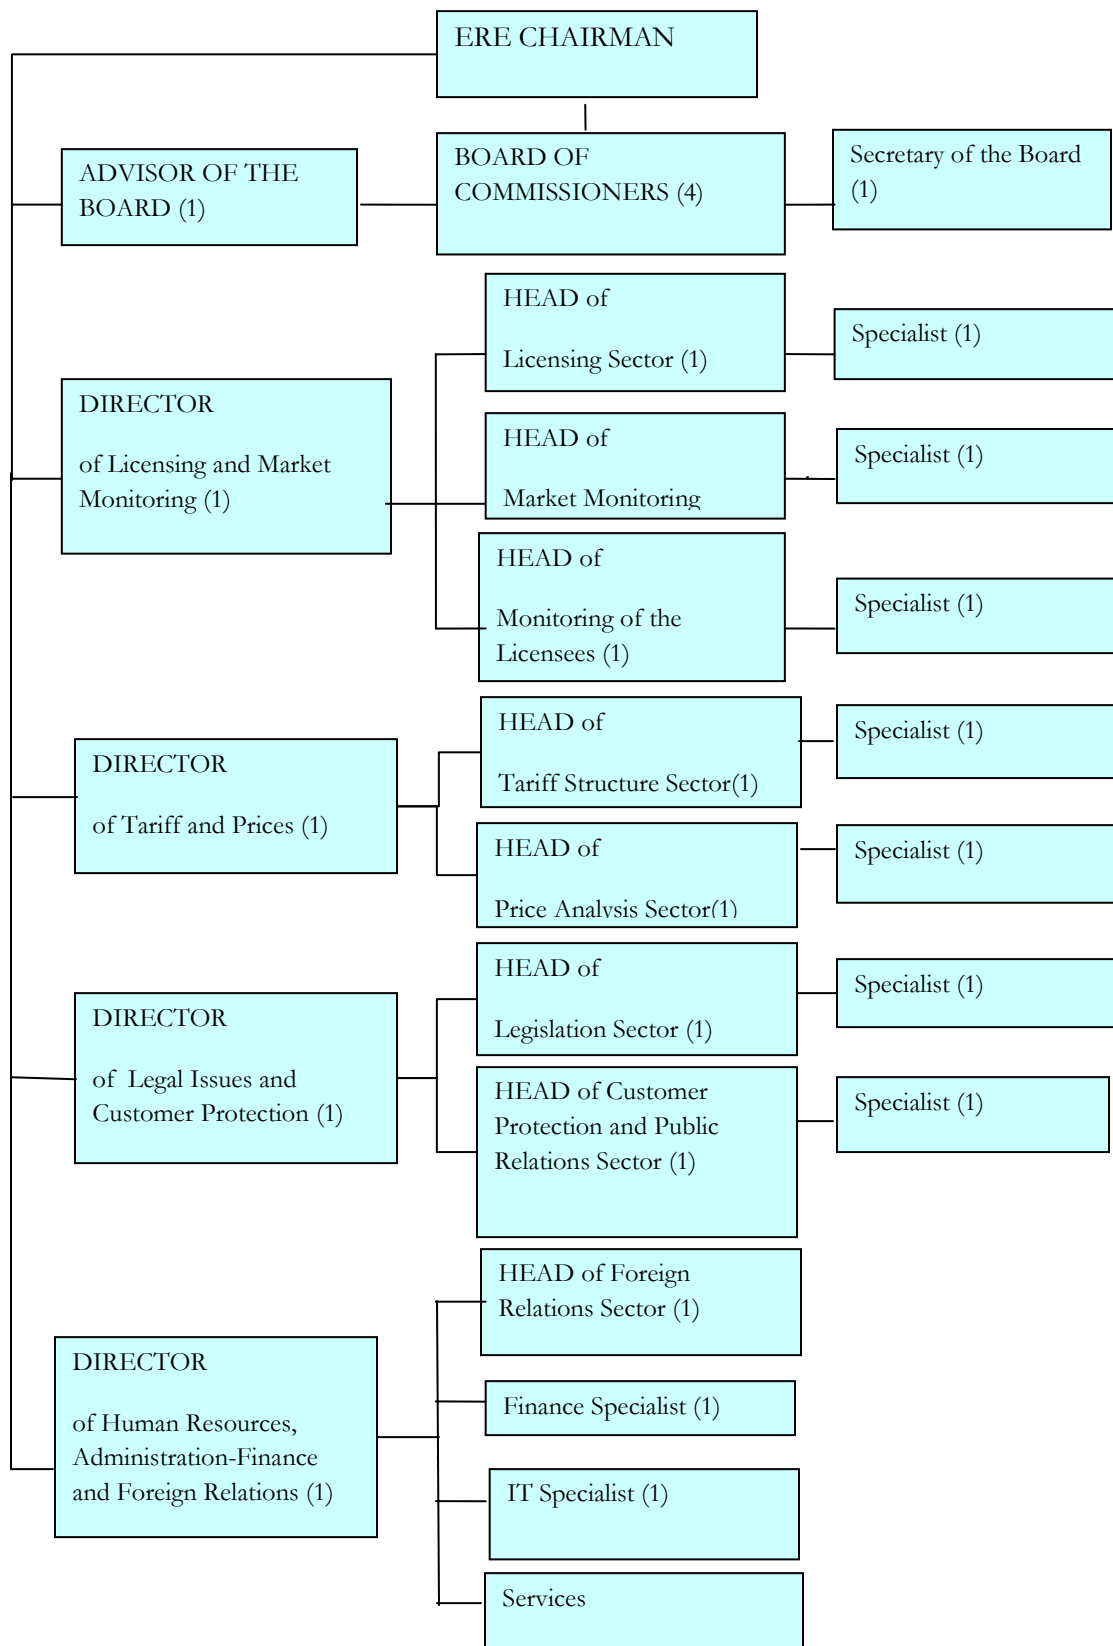 ERE CHAIRMAN
ADVISOR OF THE
BOARD (1)
BOARD OF
COMMISSIONERS (4)
Secretary of the Board
(1)
DIRECTOR
of Licensing and Market
Monitoring (1)
HEAD of
Licensing Sector (1)
Specialist (1)
HEAD of
Market Monitoring
Specialist (1)
HEAD of
Monitoring of the
Licensees (1)
Specialist (1)
DIRECTOR
of Tariff and Prices (1)
HEAD of
Tariff Structure Sector(1)
Specialist (1)
HEAD of
Price Analysis Sector(1)
Specialist (1)
DIRECTOR
of Legal Issues and
Customer Protection (1)
HEAD of
Legislation Sector (1)
Specialist (1)
HEAD of Customer
Protection and Public
Relations Sector (1)
Specialist (1)
DIRECTOR
of Human Resources,
Administration-Finance
and Foreign Relations (1)
HEAD of Foreign
Relations Sector (1)
Finance Specialist (1)
IT Specialist (1)
Services